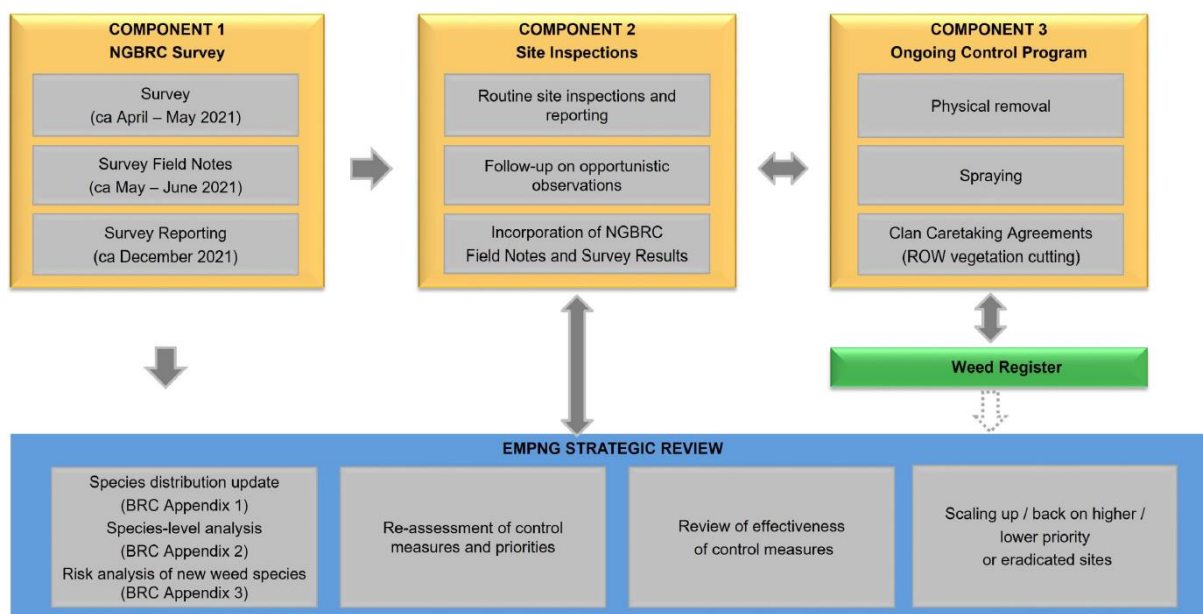 COMPONENT 1
NGBRC Survey
Survey
(ca April – May 2021)
Survey Field Notes
(ca May – June 2021)
Survey Reporting
(ca December 2021)
COMPONENT 2
Site Inspections
Routine site inspections and
reporting
Follow-up on opportunistic
observations
Incorporation of NGBRC
Field Notes and Survey Results
COMPONENT 3
Ongoing Control Program
Physical removal
Spraying
Clan Caretaking Agreements
(ROW vegetation cutting)
Weed Register
EMPNG STRATEGIC REVIEW
Species distribution update
(BRC Appendix 1)
Species-level analysis
(BRC Appendix 2)
Risk analysis of new weed species
(BRC Appendix 3)
Re-assessment of control
measures and priorities
Review of effectiveness
of control measures
Scaling up / back on higher /
lower priority
or eradicated sites